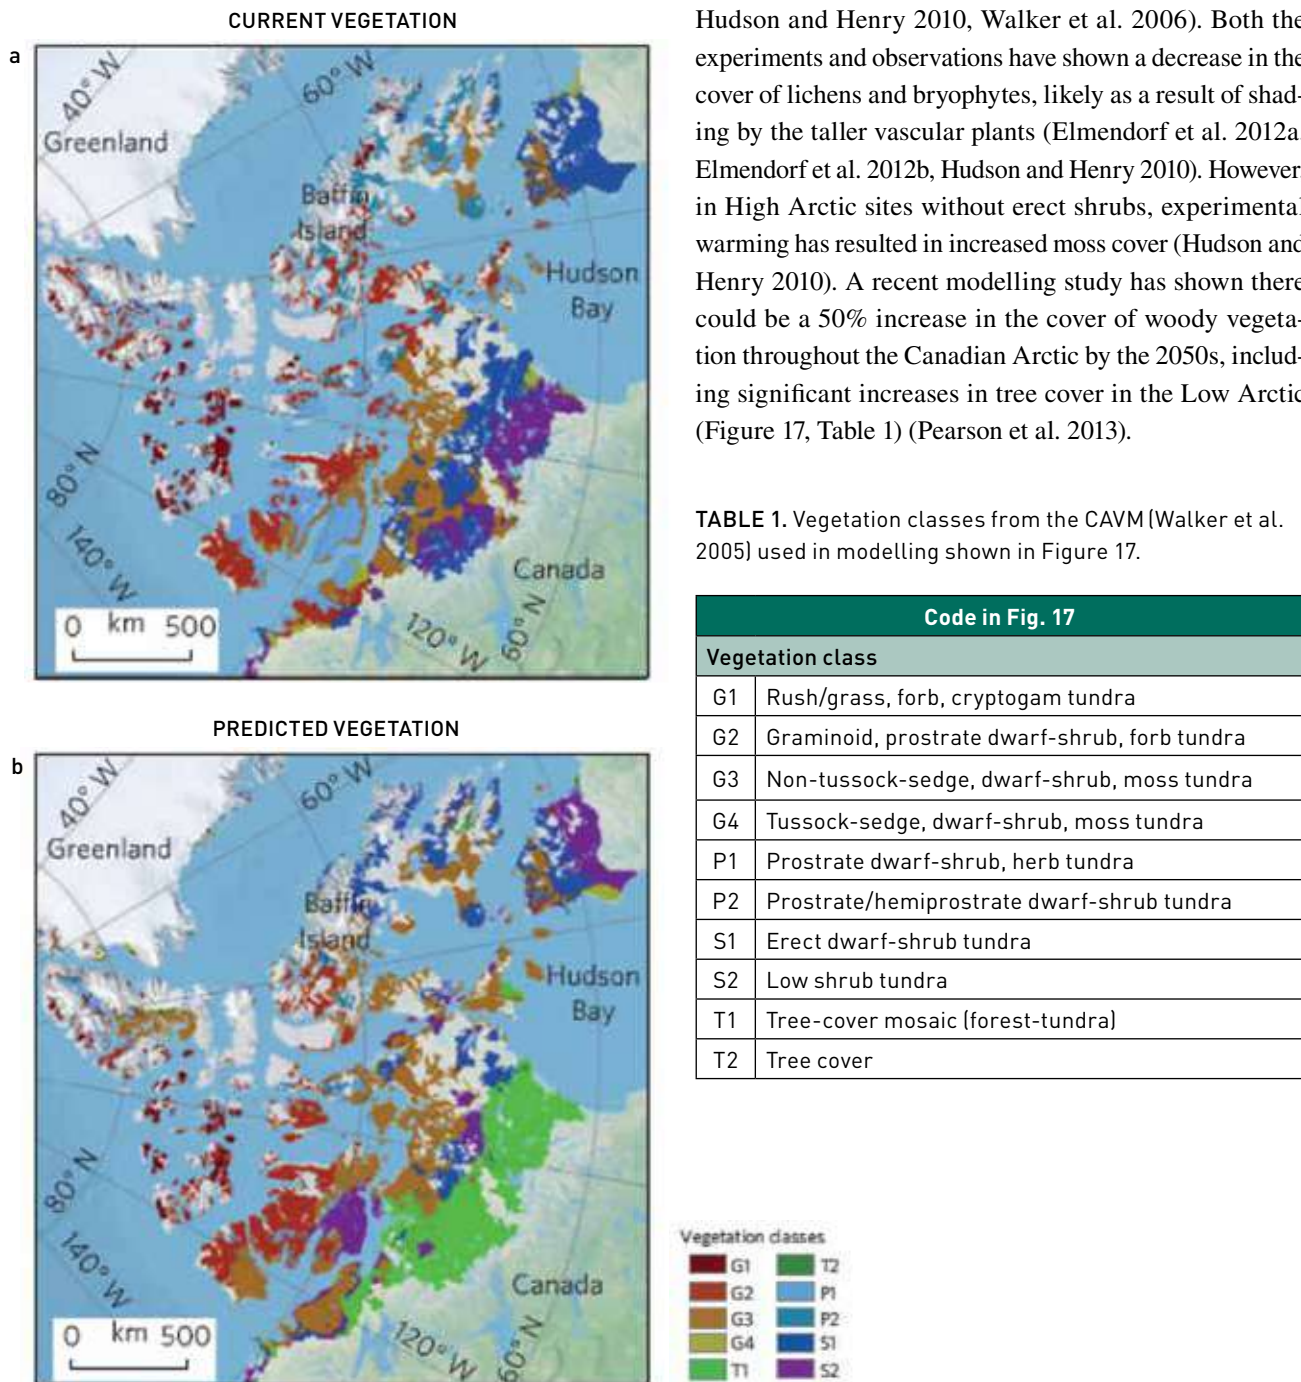 CURRENT VEGETATION
a
40° W
60° W
Greenland
Baffin
Island
Hudson
Bay
80° N
140° W
Canada
0 km 500
120° W
60° N
PREDICTED VEGETATION
b
40° W
60° W
Greenland
Baffin
Island
Hudson
Bay
80° N
140° W
Canada
0 km 500
120° W
60° N
Vegetation classes
G1 T2
G2 P1
G3 P2
G4 S1
T1 S2
Hudson and Henry 2010, Walker et al. 2006). Both the
experiments and observations have shown a decrease in the
cover of lichens and bryophytes, likely as a result of shad-
ing by the taller vascular plants (Elmendorf et al. 2012a,
Elmendorf et al. 2012b, Hudson and Henry 2010). However,
in High Arctic sites without erect shrubs, experimental
warming has resulted in increased moss cover (Hudson and
Henry 2010). A recent modelling study has shown there
could be a 50% increase in the cover of woody vegeta-
tion throughout the Canadian Arctic by the 2050s, includ-
ing significant increases in tree cover in the Low Arctic
(Figure 17, Table 1) (Pearson et al. 2013).
TABLE 1. Vegetation classes from the CAVM (Walker et al.
2005) used in modelling shown in Figure 17.
Code in Fig. 17
Vegetation class
G1 Rush/grass, forb, cryptogam tundra
G2 Graminoid, prostrate dwarf-shrub, forb tundra
G3 Non-tussock-sedge, dwarf-shrub, moss tundra
G4 Tussock-sedge, dwarf-shrub, moss tundra
P1 Prostrate dwarf-shrub, herb tundra
P2 Prostrate/hemiprostrate dwarf-shrub tundra
S1 Erect dwarf-shrub tundra
S2 Low shrub tundra
T1 Tree-cover mosaic (forest-tundra)
T2 Tree cover